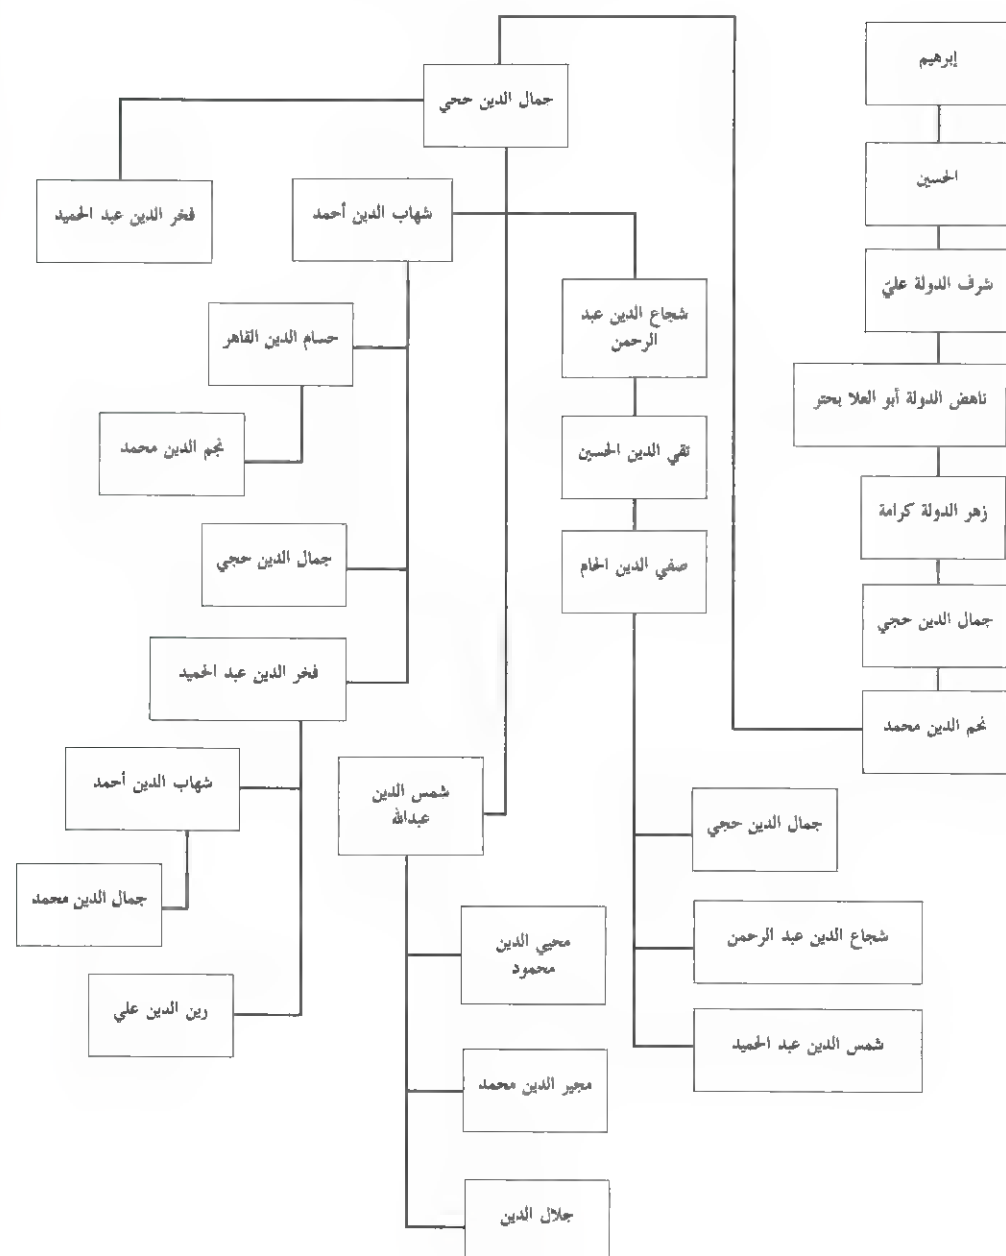 إبرهيم
الحسين
شرف الدولة عليّ
ناهض الدولة أبو العلا بحتر
زهر الدولة كرامة
جمال الدين حجي
نحم الدين محمد
جمال الدين ححي
فخر الدين عبد الحميد
شهاب الدين أحمد
شجاع الدين عبد
الرحمن
تقي الدين الحسين
صفي الدين الحام
جمال الدين حجي
شجاع الدين عبد الرحمن
شمس الدين عبد الحميد
حسام الدين القاهر
نجم الدين محمد
جمال الدين حجي
فخر الدين عبد الحميد
شهاب الدين أحمد
جمال الدين محمد
رين الدين علي
شمس الدين
عبدالله
محيي الدين
محمود
مجير الدين محمد
جلال الدين